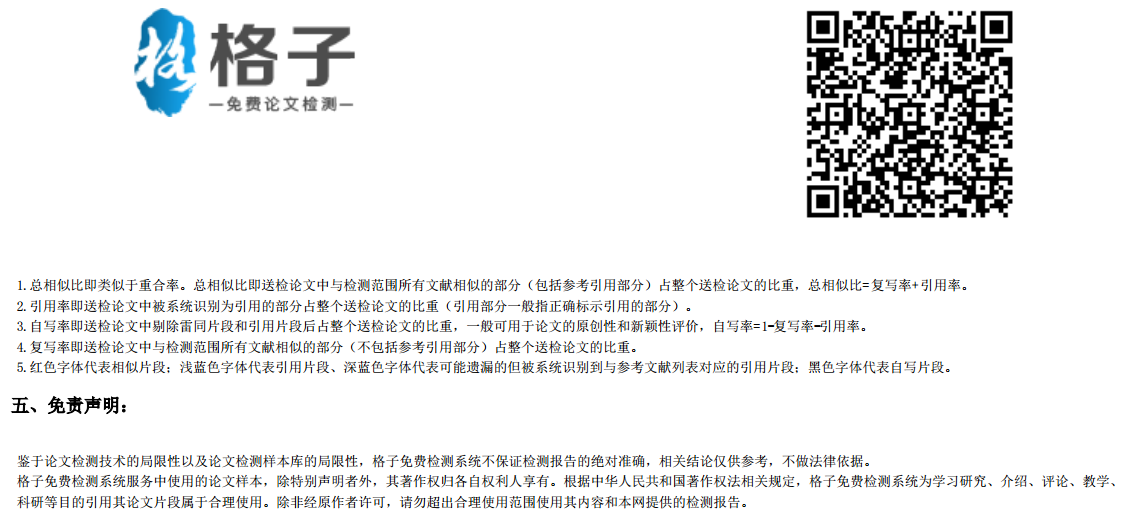 格 格子
—免费论文检测—
1.总相似比即类似于重合率。总相似比即送检论文中与检测范围所有文献相似的部分（包括参考引用部分）占整个送检论文的比重，总相似比=复写率+引用率。
2.引用率即送检论文中被系统识别为引用的部分占整个送检论文的比重（引用部分一般指正确标示引用的部分）。
3.自写率即送检论文中剔除雷同片段和引用片段后占整个送检论文的比重，一般可用于论文的原创性和新颖性评价，自写率=1-复写率-引用率。
4.复写率即送检论文中与检测范围所有文献相似的部分（不包括参考引用部分）占整个送检论文的比重。
5.红色字体代表相似片段；浅蓝色字体代表引用片段、深蓝色字体代表可能遗漏的但被系统识别到与参考文献列表对应的引用片段；黑色字体代表自写片段。
五、免责声明：
鉴于论文检测技术的局限性以及论文检测样本库的局限性，格子免费检测系统不保证检测报告的绝对准确，相关结论仅供参考，不做法律依据。
格子免费检测系统服务中使用的论文样本，除特别声明者外，其著作权归各自权利人享有。根据中华人民共和国著作权法相关规定，格子免费检测系统为学习研究、介绍、评论、教学、
科研等目的引用其论文片段属于合理使用。除非经原作者许可，请勿超出合理使用范围使用其内容和本网提供的检测报告。